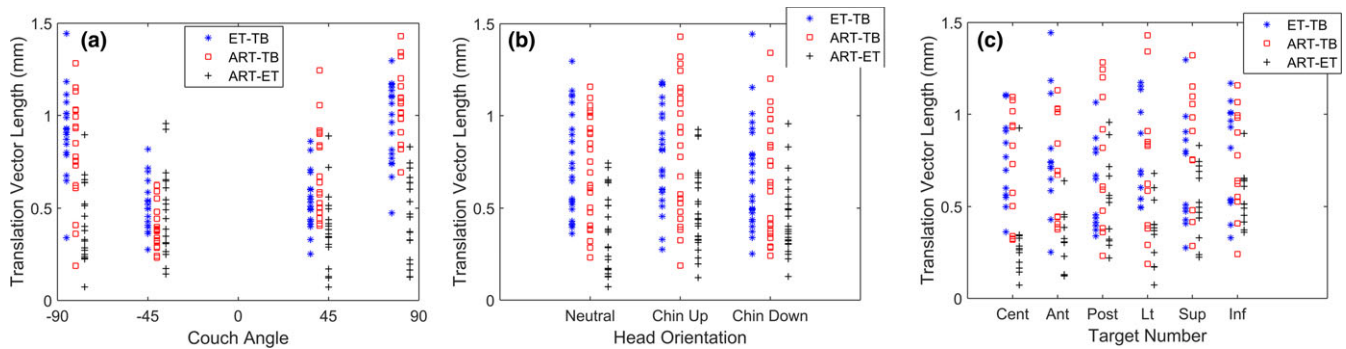 (a)
ET-TB
ART-TB
ART-ET
Translation Vector Length (mm)
1.5
1
0.5
0
-90
-45
0
45
90
Couch Angle
(b)
ET-TB
ART-TB
ART-ET
Translation Vector Length (mm)
1.5
1
0.5
0
Neutral
Chin Up
Chin Down
Head Orientation
(c)
ET-TB
ART-TB
ART-ET
Translation Vector Length (mm)
1.5
1
0.5
0
Cent
Ant
Post
Lt
Sup
Inf
Target Number